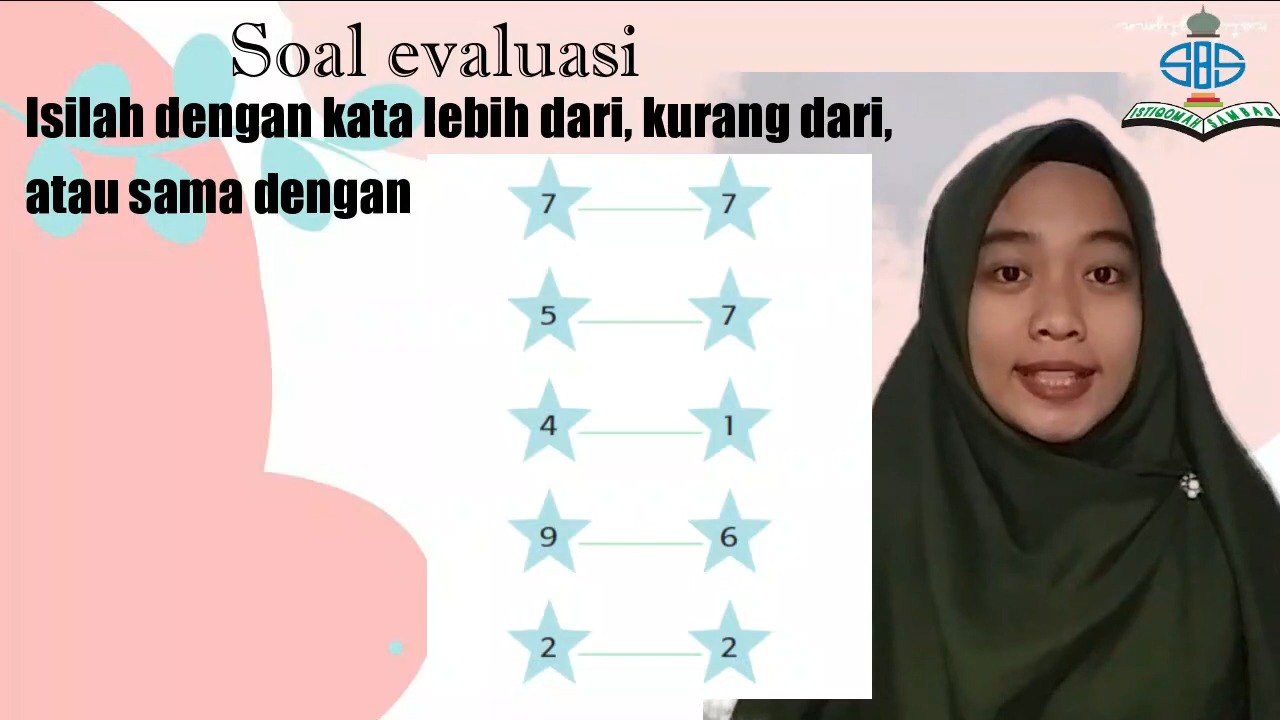 Soal evaluasi
SBS
ISTIQOMAH SAMBAS
Isilah dengan kata lebih dari, kurang dari,
atau sama dengan
7 7
5 7
4 1
9 6
2 2